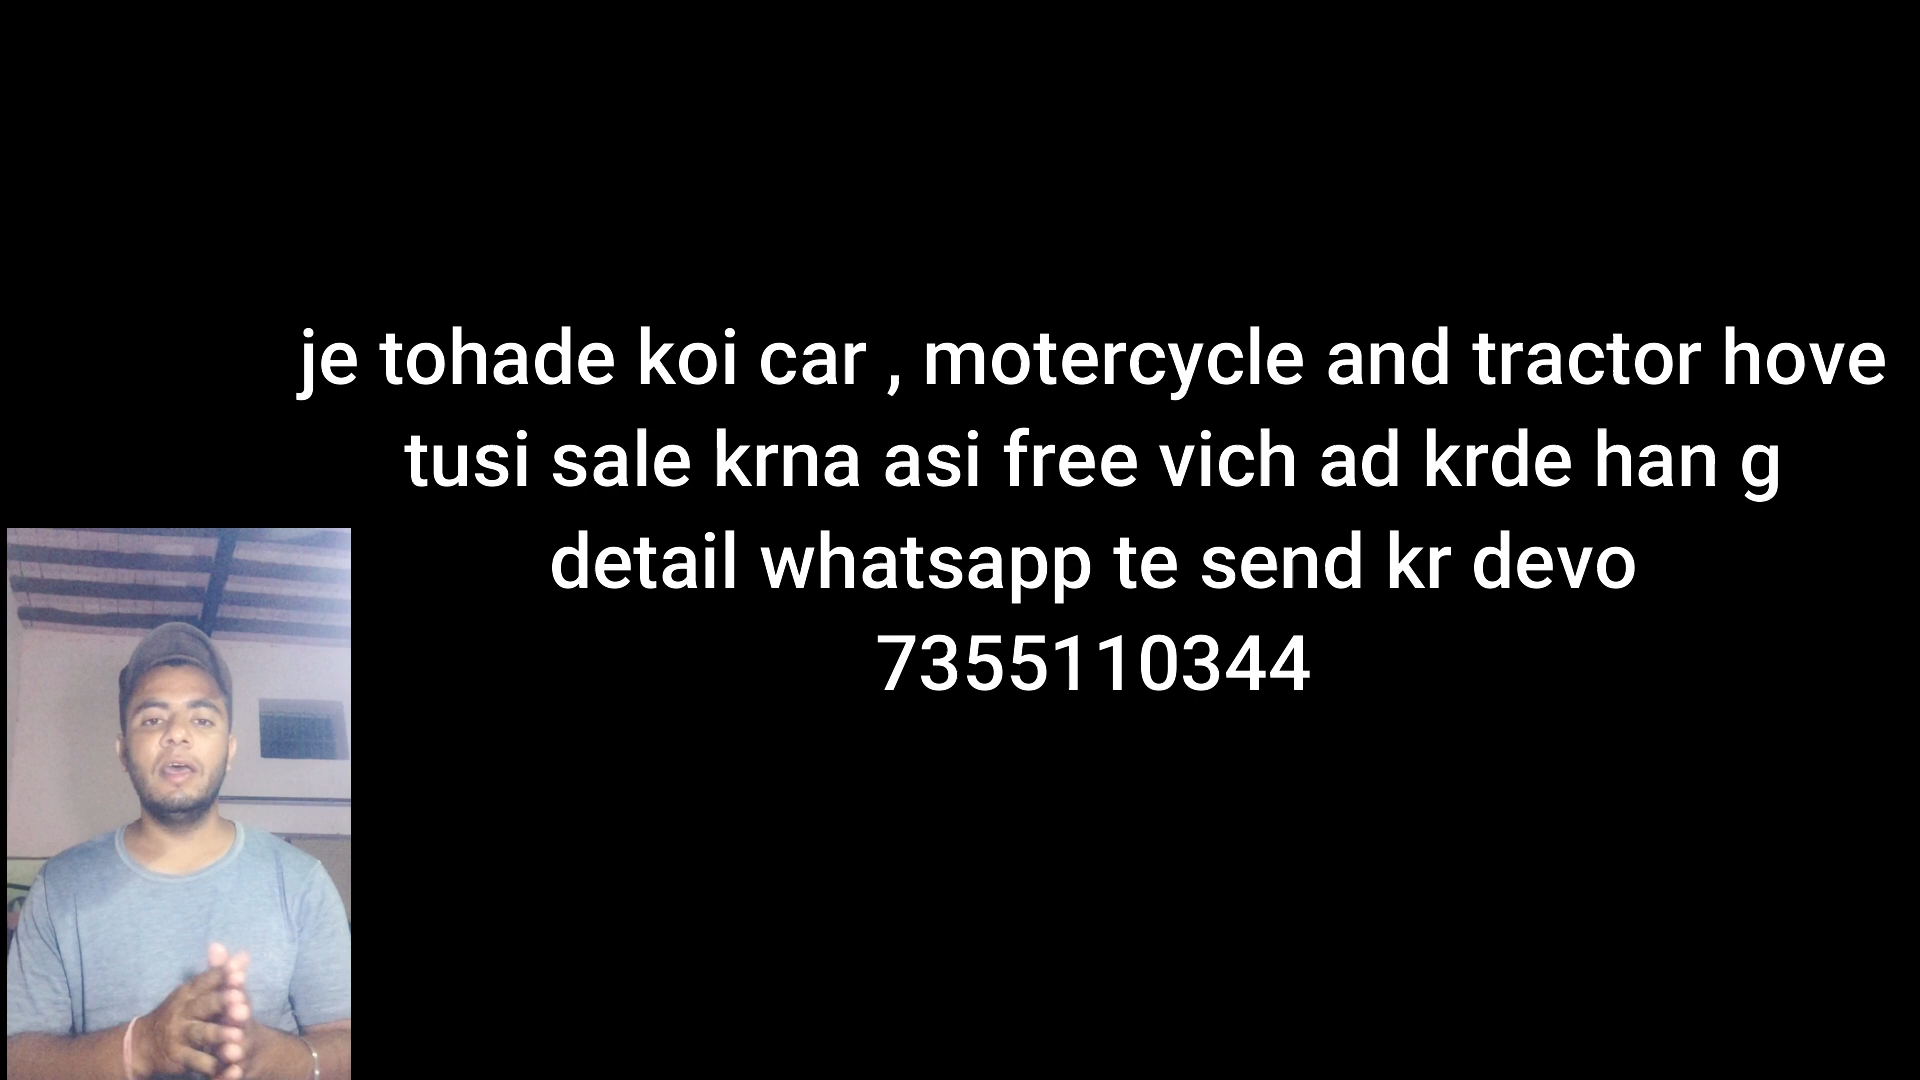 je tohade koi car , motercycle and tractor hove
tusi sale krna asi free vich ad krde han g
detail whatsapp te send kr devo
7355110344